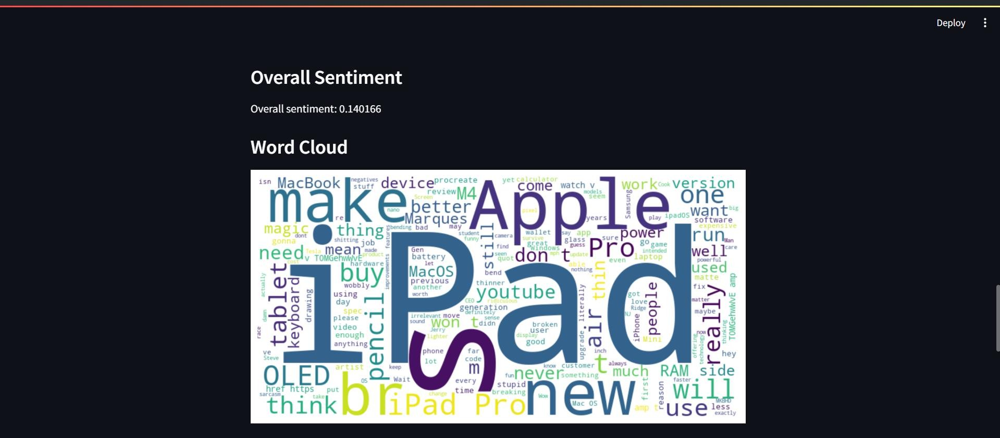 Deploy
Overall Sentiment
Overall sentiment: 0.140166
Word Cloud
isn MacBook negatives stuff device procreate review M4 Screen yet calculator come watch v models seem work Cook version
make nano better Marques re Apple pixel years Samsung play ipadOS one want big software expensive
magic dont gonna thing shitting job bending bad may student funny still camera wallet say app survive great Windows glass guess sure power go game intended run Man care
need v TOMGehwWvE Tesla cost mean made product hardware features improvements Gen battery let find seen quot don t mph update Pro even laptop well powerful used
iPad
actually tablet keyboard drawing buy wobbly MacOS previous another worth bend thinner youtube able nothing thin matte fix amp
using day spec please video enough anything pencil CEO ridiculous generation definitely irrelevant move sense sound won t didn Jerry lighter literally air got love Ridge NJ iPhone people Mini matter maybe really TOMGehwWvE
damn race ve Steve s phone lot far code m broken user display good upgrade inch t always now offering technology thinking hey
OLED artist OS keep Wait every time know customer fun never something much RAM side
href https put sarcasm take think br change iPad Pro stupid breaking new Wow Mac OS first amp t reason faster will MKBHD use less exactly